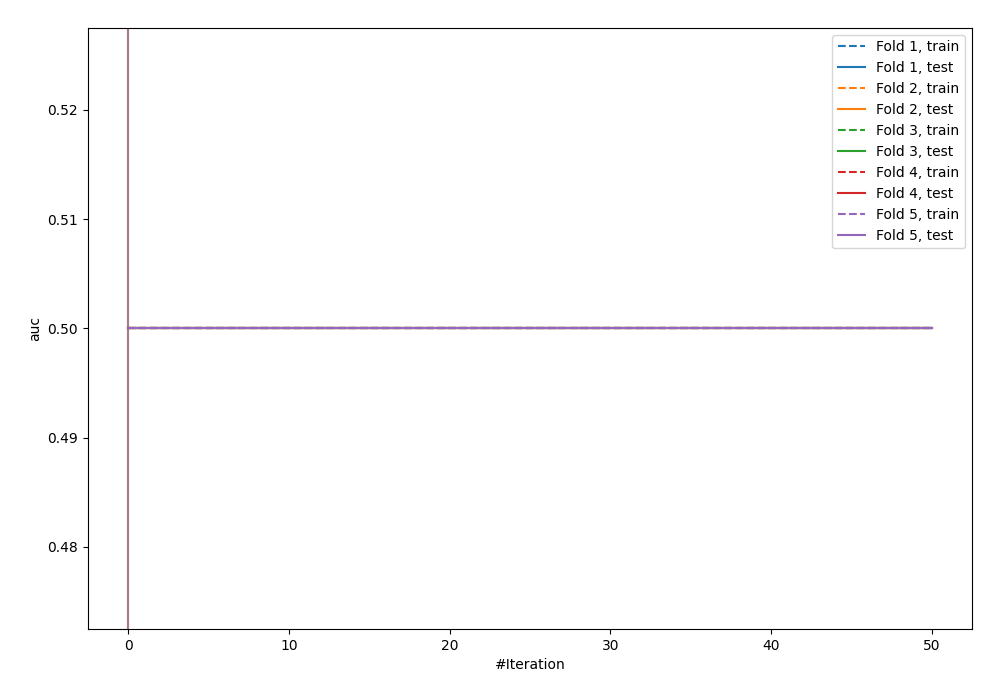 Fold 1, train
Fold 1, test
Fold 2, train
Fold 2, test
Fold 3, train
Fold 3, test
Fold 4, train
Fold 4, test
Fold 5, train
Fold 5, test
0.52
0.51
0.50
0.49
0.48
auc
0 10 20 30 40 50
#Iteration